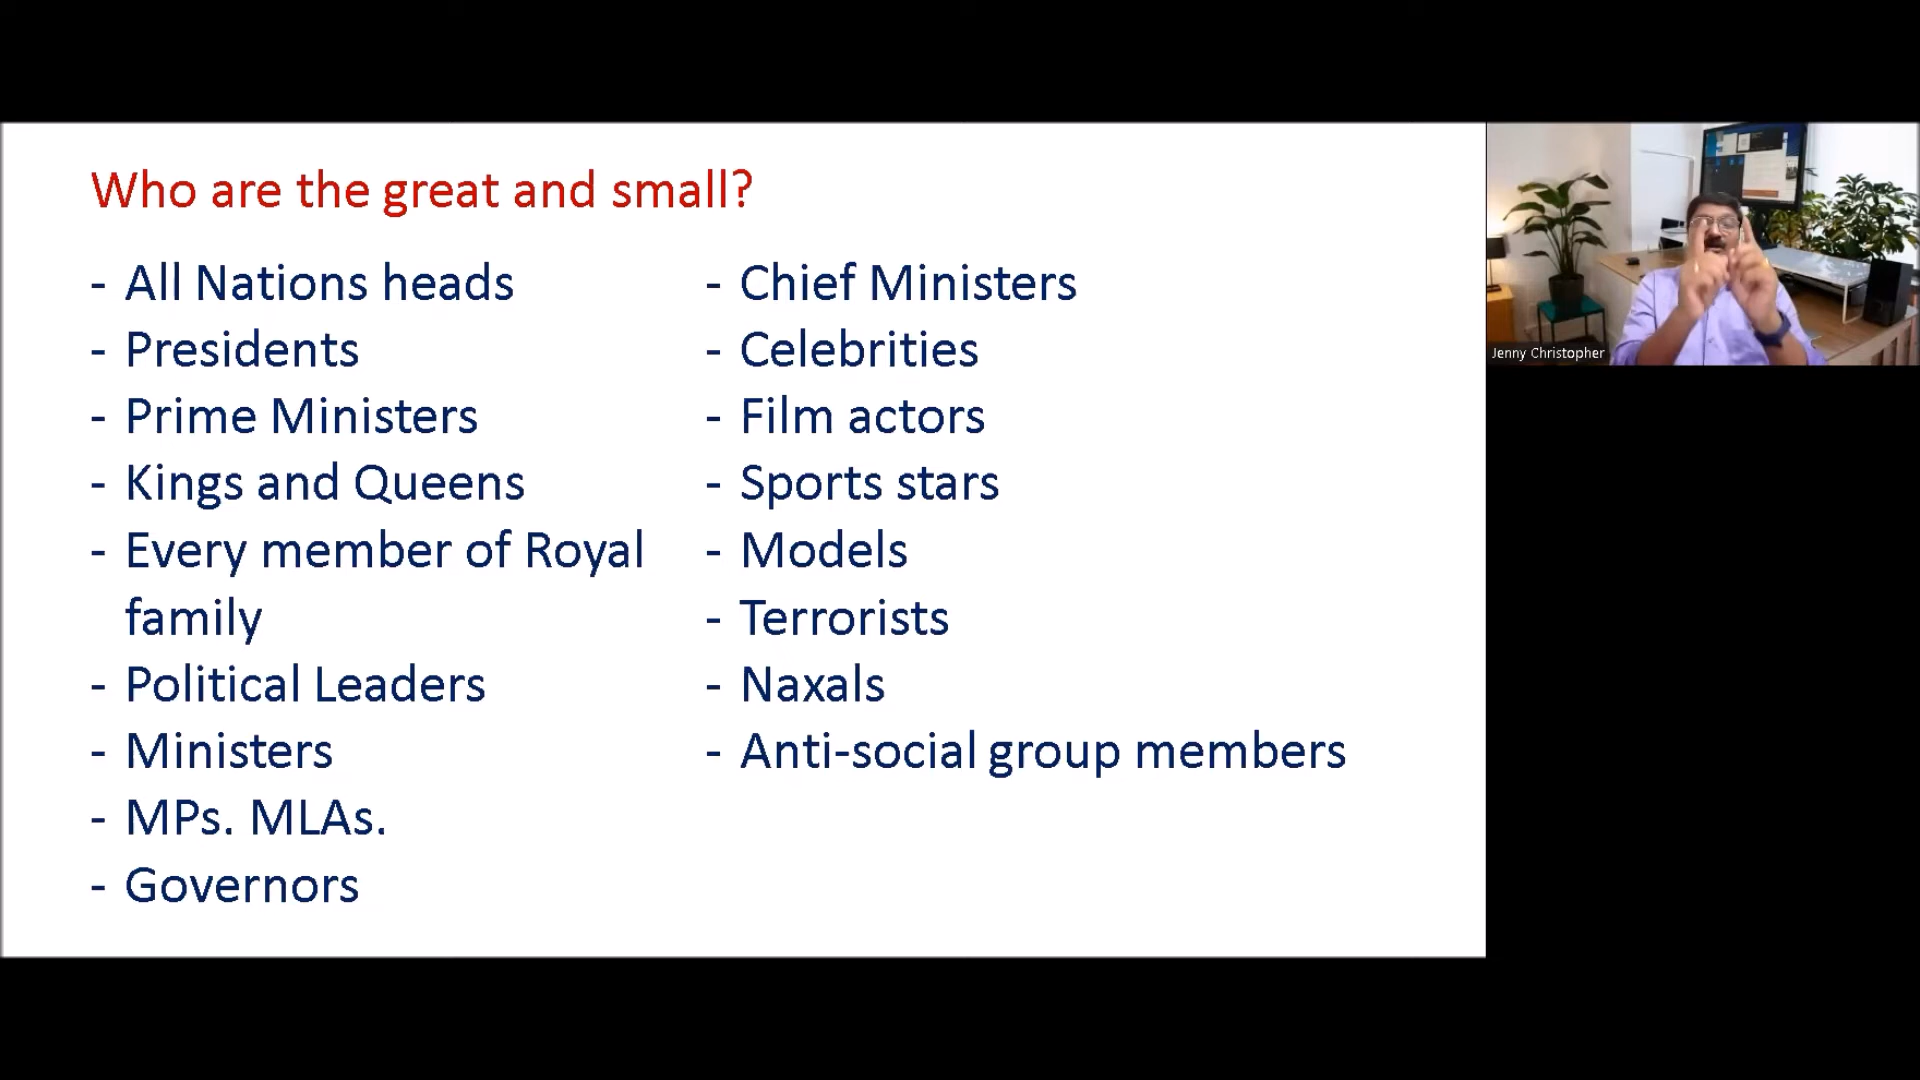 Who are the great and small?
- All Nations heads
- Presidents
- Prime Ministers
- Kings and Queens
- Every member of Royal
family
- Political Leaders
- Ministers
- MPs. MLAs.
- Governors
- Chief Ministers
- Celebrities
- Film actors
- Sports stars
- Models
- Terrorists
- Naxals
- Anti-social group members
Jenny Christopher